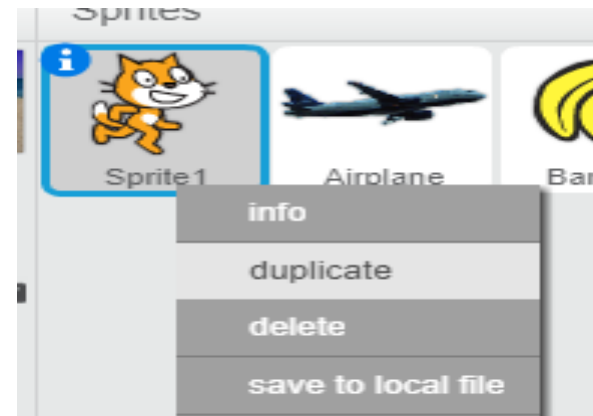 Sprites
Sprite1
Airplane
info
duplicate
delete
save to local file